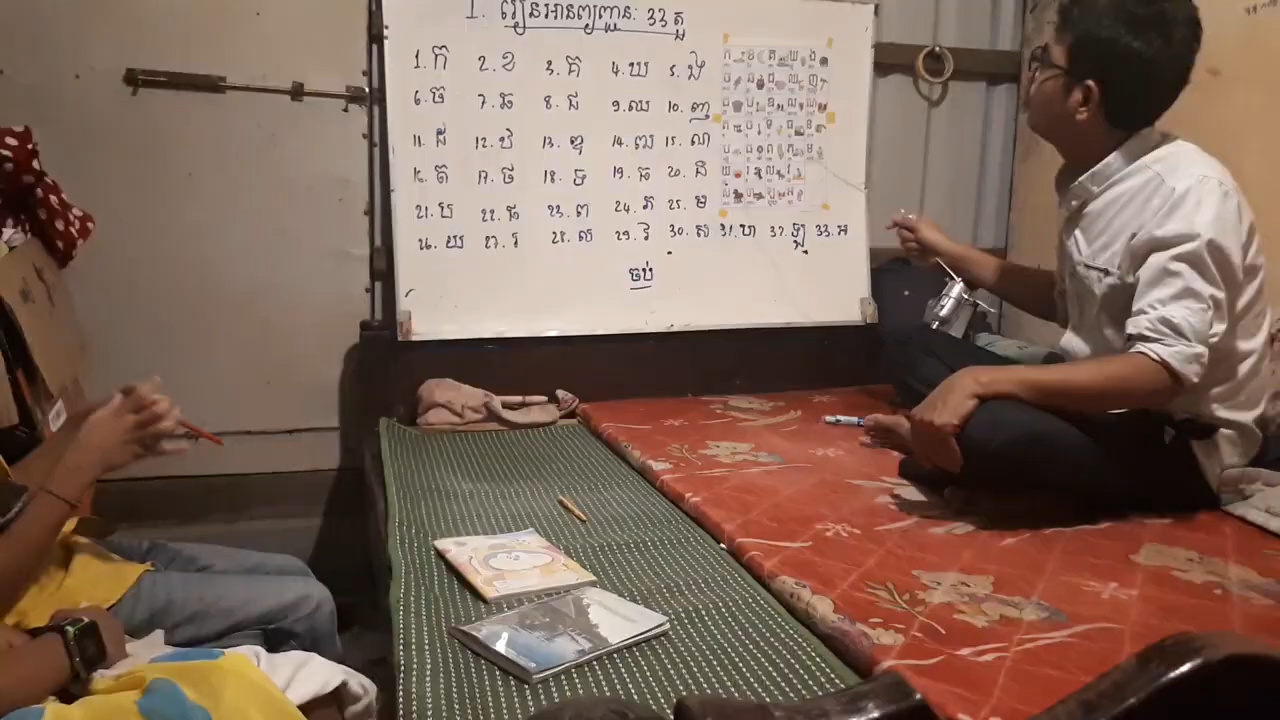 I. រៀនអានព្យញ្ជនៈ 33 តួ
1. ក 2. ខ 3. គ 4. ឃ 5. ង
6. ច 7. ឆ 8. ជ 9. ឈ 10. ញ
11. ដ 12. ឋ 13. ឌ 14. ឍ 15. ណ
16. ត 17. ថ 18. ទ 19. ធ 20. ន
21. ប 22. ផ 23. ព 24. ភ 25. ម
26. យ 27. រ 28. ល 29. វ 30. ស 31. ហ 32. ឡ 33. អ
ចប់